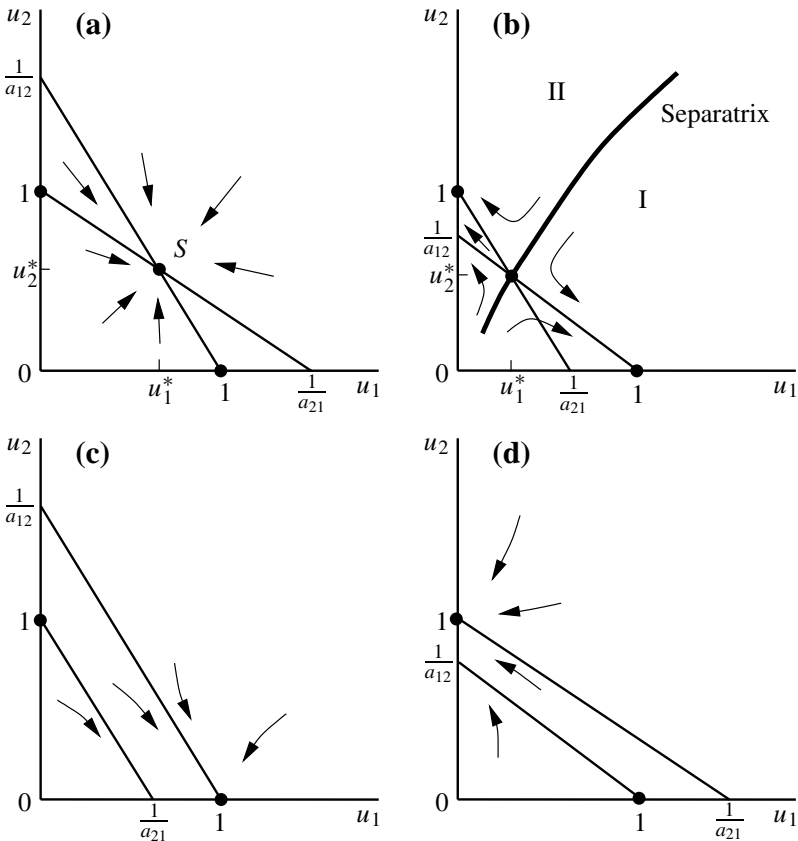 u₂ (a)
1/a₁₂
1
S
u₂*
0 u₁* 1 1/a₂₁ u₁
u₂ (b)
II
Separatrix
I
1
1/a₁₂
u₂*
0 u₁* 1/a₂₁ 1 u₁
u₂ (c)
1/a₁₂
1
0 1/a₂₁ 1 u₁
u₂ (d)
1
1/a₁₂
0 1 1/a₂₁ u₁